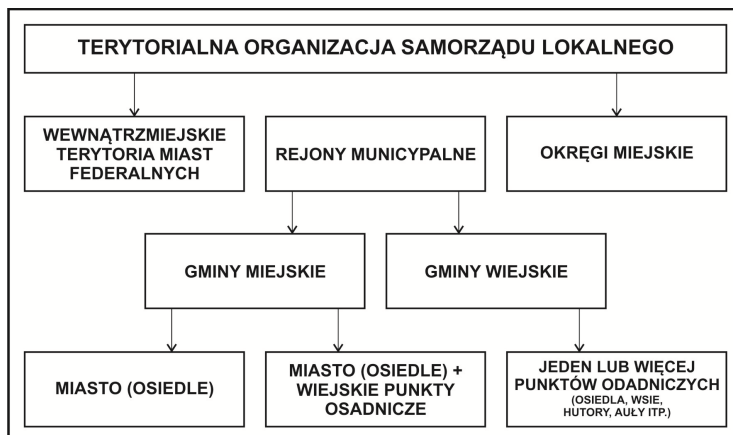 TERYTORIALNA ORGANIZACJA SAMORZĄDU LOKALNEGO
WEWNĄTRZMIEJSKIE
TERYTORIA MIAST
FEDERALNYCH
REJONY MUNICYPALNE
OKRĘGI MIEJSKIE
GMINY MIEJSKIE
GMINY WIEJSKIE
MIASTO (OSIEDLE)
MIASTO (OSIEDLE) +
WIEJSKIE PUNKTY
OSADNICZE
JEDEN LUB WIĘCEJ
PUNKTÓW ODADNICZYCH
(OSIEDLA, WSIE,
HUTORY, AUŁY ITP.)